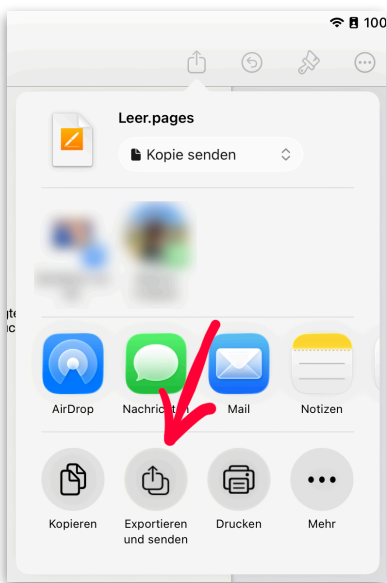 100
Leer.pages
Kopie senden
AirDrop
Nachrichten
Mail
Notizen
Kopieren
Exportieren
und senden
Drucken
Mehr